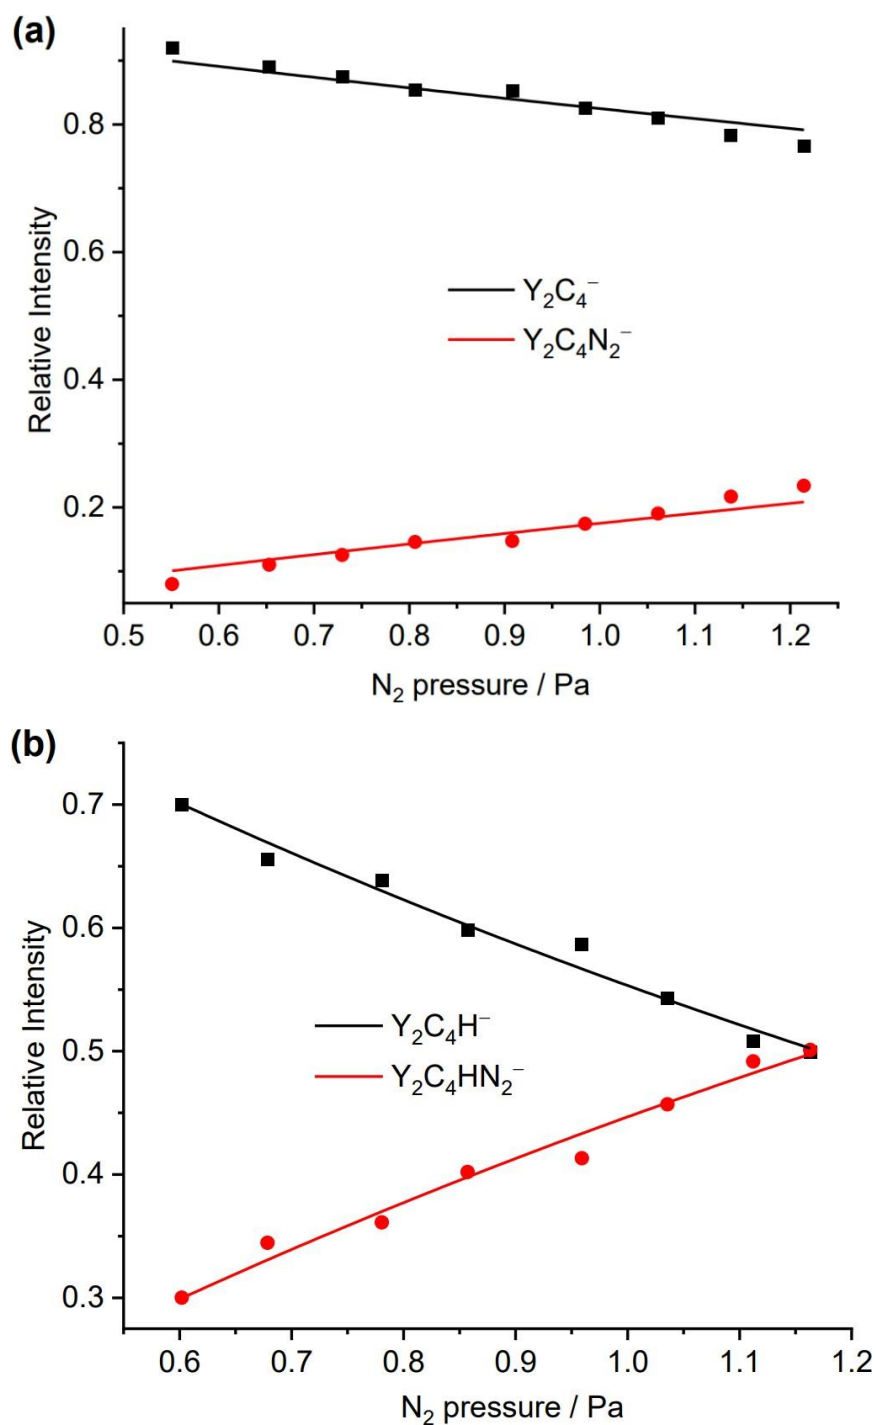 (a)
0.8
0.6
0.4
0.2
Relative Intensity
Y₂C₄⁻
Y₂C₄N₂⁻
0.5 0.6 0.7 0.8 0.9 1.0 1.1 1.2
N₂ pressure / Pa
(b)
0.7
0.6
0.5
0.4
0.3
Relative Intensity
Y₂C₄H⁻
Y₂C₄HN₂⁻
0.6 0.7 0.8 0.9 1.0 1.1 1.2
N₂ pressure / Pa